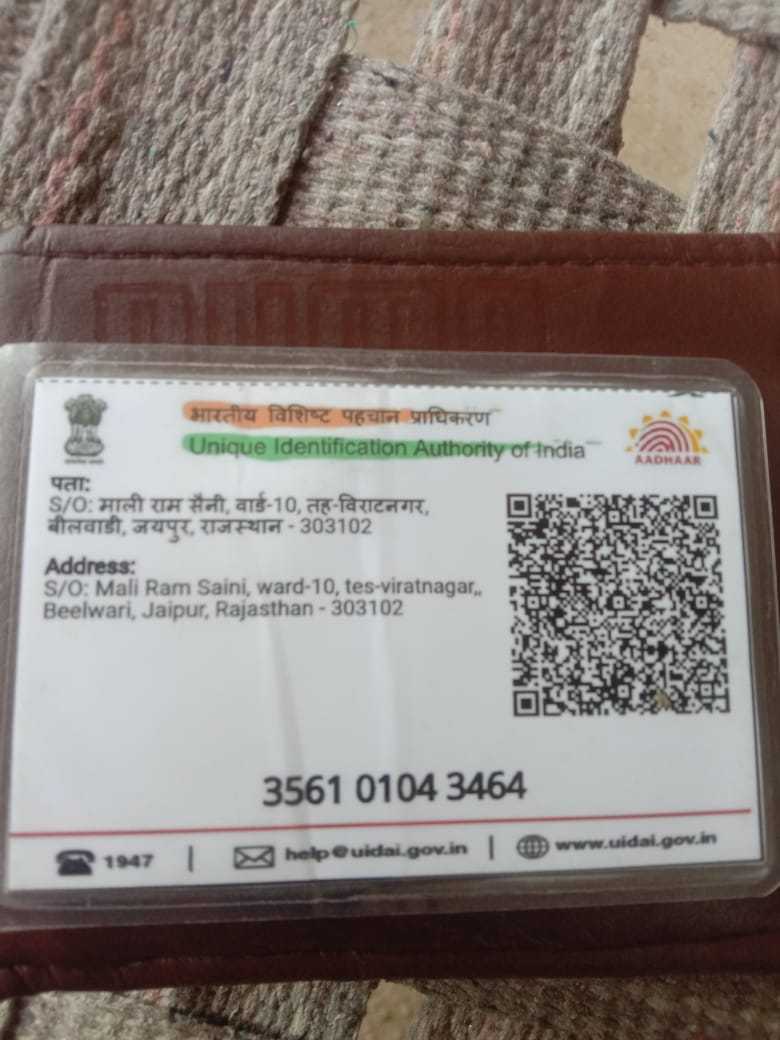 भारतीय विशिष्ट पहचान प्राधिकरण
Unique Identification Authority of India
AADHAAR
पता:
S/O: माली राम सैनी, वार्ड-10, तह-विराटनगर,
बीलवाडी, जयपुर, राजस्थान - 303102
Address:
S/O: Mali Ram Saini, ward-10, tes-viratnagar,,
Beelwari, Jaipur, Rajasthan - 303102
3561 0104 3464
1947 | help@uidai.gov.in | www.uidai.gov.in